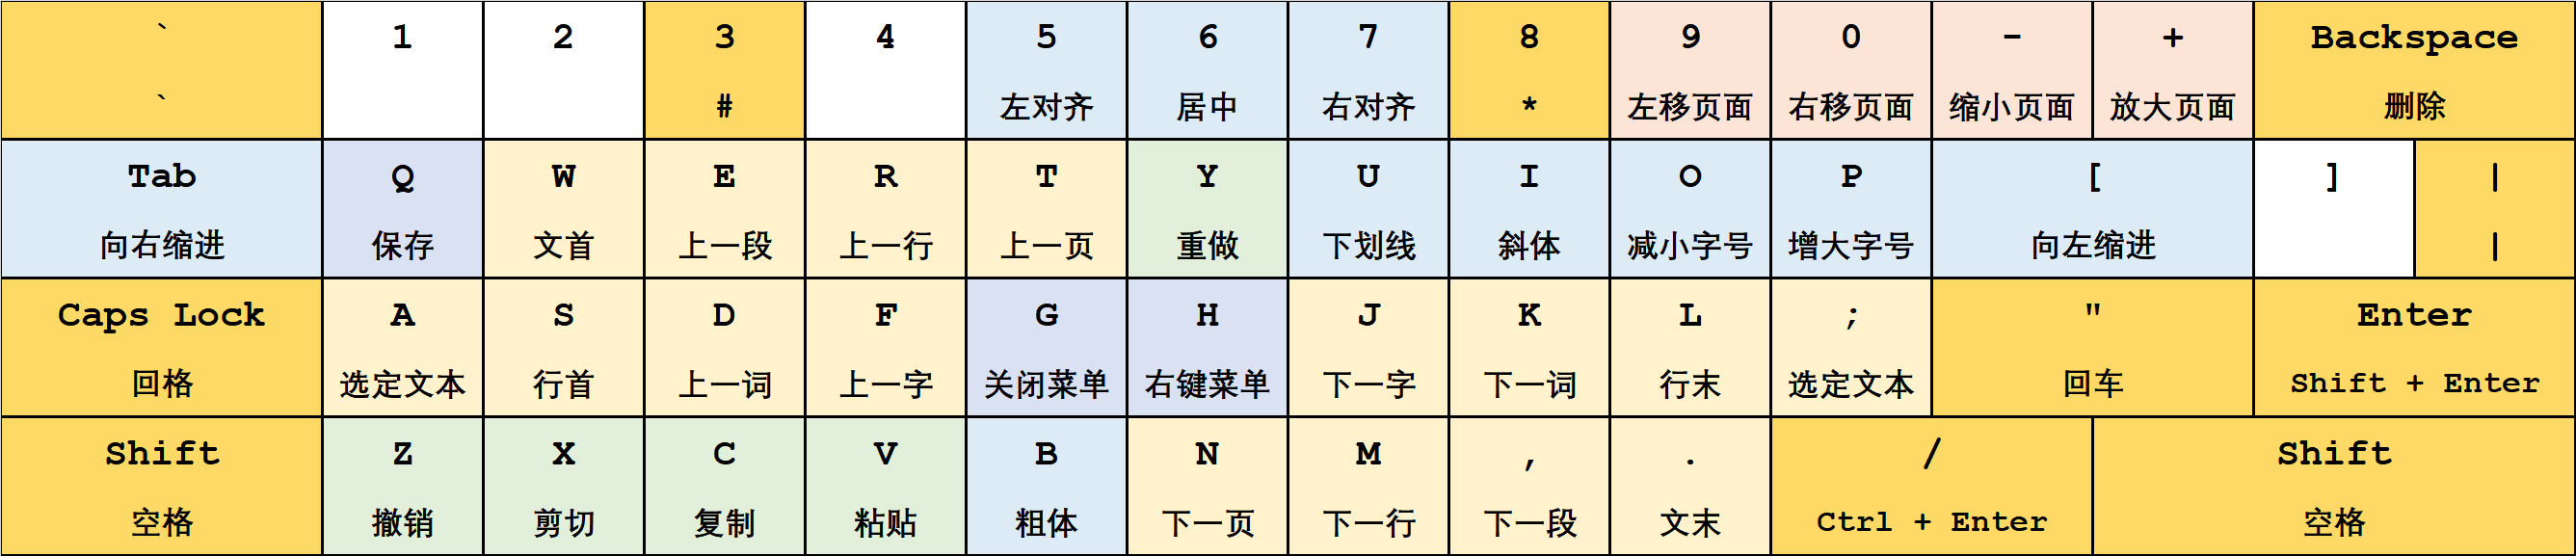 ` 1 2 3 4 5 6 7 8 9 0 - + Backspace
` # 左对齐 居中 右对齐 * 左移页面 右移页面 缩小页面 放大页面 删除
Tab Q W E R T Y U I O P [ ] |
向右缩进 保存 文首 上一段 上一行 上一页 重做 下划线 斜体 减小字号 增大字号 向左缩进 |
Caps Lock A S D F G H J K L ; " Enter
回格 选定文本 行首 上一词 上一字 关闭菜单 右键菜单 下一字 下一词 行末 选定文本 回车 Shift + Enter
Shift Z X C V B N M , . / Shift
空格 撤销 剪切 复制 粘贴 粗体 下一页 下一行 下一段 文末 Ctrl + Enter 空格